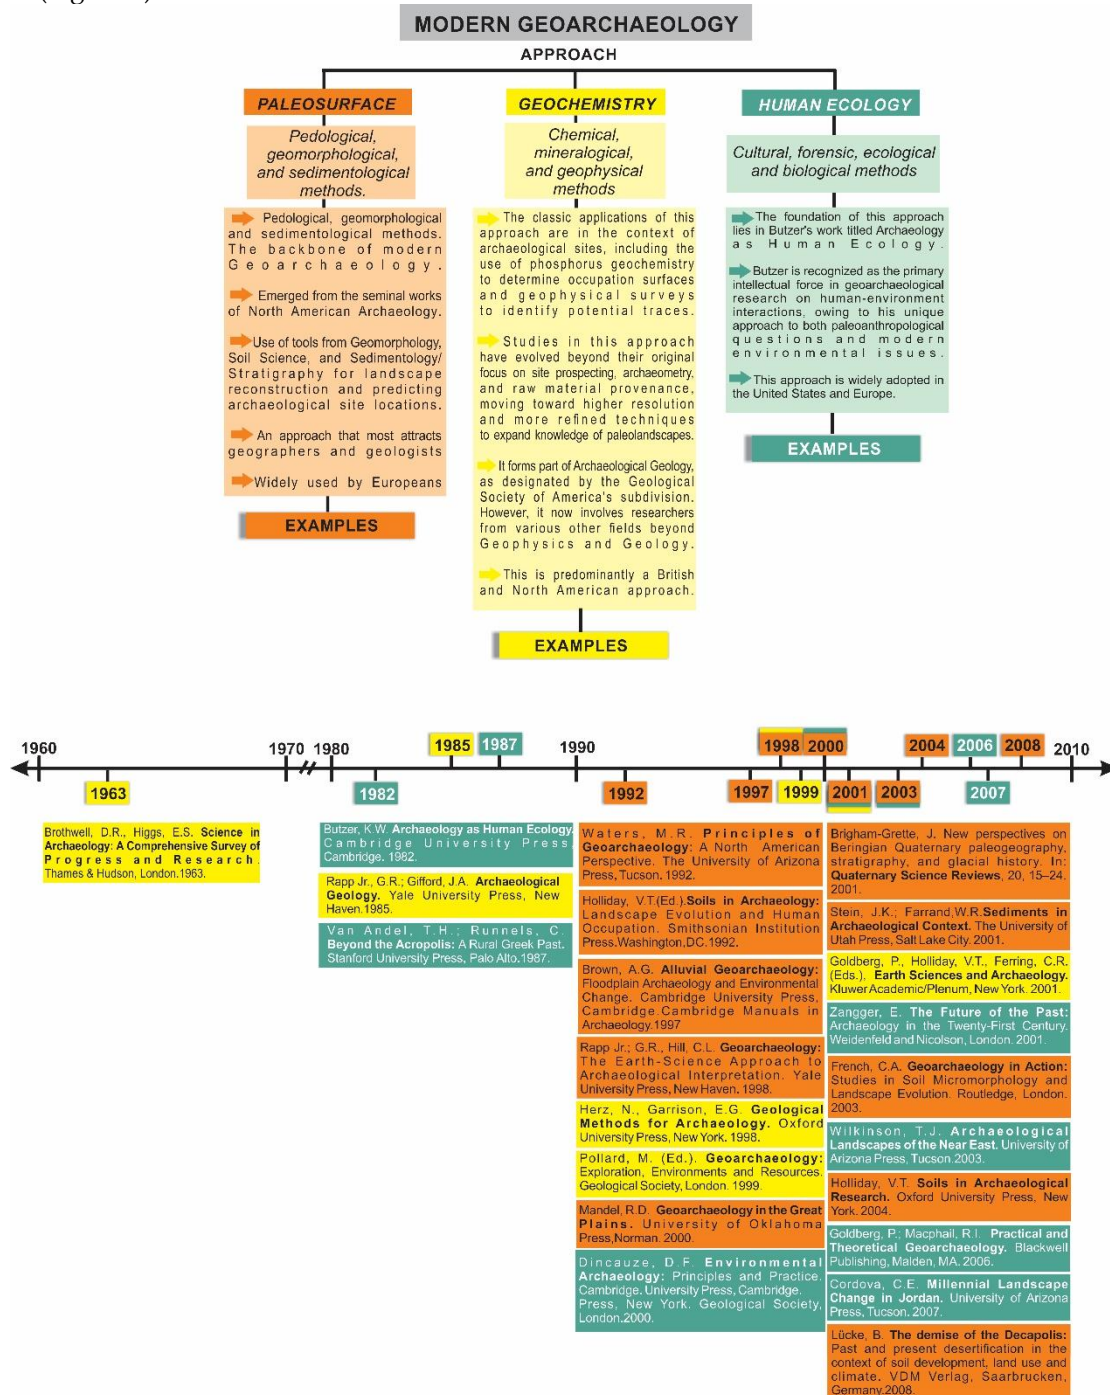 MODERN GEOARCHAEOLOGY
APPROACH
PALEOSURFACE
Pedological,
geomorphological,
and sedimentological
methods.
Pedological, geomorphological
and sedimentological methods.
The backbone of modern
Geoarchaeology.
Emerged from the seminal works
of North American Archaeology.
Use of tools from Geomorphology,
Soil Science, and Sedimentology/
Stratigraphy for landscape
reconstruction and predicting
archaeological site locations.
An approach that most attracts
geographers and geologists
Widely used by Europeans
EXAMPLES
GEOCHEMISTRY
Chemical,
mineralogical,
and geophysical
methods
The classic applications of this
approach are in the context of
archaeological sites, including the
use of phosphorus geochemistry
to determine occupation surfaces
and geophysical surveys
to identify potential traces.
Studies in this approach
have evolved beyond their original
focus on site prospecting, archaeometry,
and raw material provenance,
moving toward higher resolution
and more refined techniques
to expand knowledge of paleolandscapes.
It forms part of Archaeological Geology,
as designated by the Geological
Society of America's subdivision.
However, it now involves researchers
from various other fields beyond
Geophysics and Geology.
This is predominantly a British
and North American approach.
EXAMPLES
HUMAN ECOLOGY
Cultural, forensic, ecological
and biological methods
The foundation of this approach
lies in Butzer's work titled Archaeology
as Human Ecology.
Butzer is recognized as the primary
intellectual force in geoarchaeological
research on human-environment
interactions, owing to his unique
approach to both paleoanthropological
questions and modern
environmental issues.
This approach is widely adopted in
the United States and Europe.
EXAMPLES
1960 1970 1980 1985 1987 1990 1998 2000 2004 2006 2008 2010
1963 1982 1992 1997 1999 2001 2003 2007
Brothwell, D.R., Higgs, E.S. Science in
Archaeology: A Comprehensive Survey of
Progress and Research.
Thames & Hudson, London.1963.
Butzer, K.W. Archaeology as Human Ecology.
Cambridge University Press,
Cambridge. 1982.
Rapp Jr., G.R.; Gifford, J.A. Archaeological
Geology. Yale University Press, New
Haven.1985.
Van Andel, T.H.; Runnels, C.
Beyond the Acropolis: A Rural Greek Past.
Stanford University Press, Palo Alto.1987.
Waters, M.R. Principles of
Geoarchaeology: A North American
Perspective. The University of Arizona
Press, Tucson. 1992.
Holliday, V.T.(Ed.).Soils in Archaeology:
Landscape Evolution and Human
Occupation. Smithsonian Institution
Press.Washington,DC.1992.
Brown, A.G. Alluvial Geoarchaeology:
Floodplain Archaeology and Environmental
Change. Cambridge University Press,
Cambridge.Cambridge Manuals in
Archaeology.1997
Rapp Jr.; G.R., Hill, C.L. Geoarchaeology:
The Earth-Science Approach to
Archaeological Interpretation. Yale
University Press, New Haven. 1998.
Herz, N., Garrison, E.G. Geological
Methods for Archaeology. Oxford
University Press, New York. 1998.
Pollard, M. (Ed.). Geoarchaeology:
Exploration, Environments and Resources.
Geological Society, London. 1999.
Mandel, R.D. Geoarchaeology in the Great
Plains. University of Oklahoma
Press,Norman. 2000.
Dincauze, D.F. Environmental
Archaeology: Principles and Practice.
Cambridge. University Press, Cambridge.
Press, New York. Geological Society,
London.2000.
Brigham-Grette, J. New perspectives on
Beringian Quaternary paleogeography,
stratigraphy, and glacial history. In:
Quaternary Science Reviews, 20, 15–24.
2001.
Stein, J.K.; Farrand,W.R.Sediments in
Archaeological Context. The University of
Utah Press, Salt Lake City. 2001.
Goldberg, P., Holliday, V.T., Ferring, C.R.
(Eds.), Earth Sciences and Archaeology.
Kluwer Academic/Plenum, New York. 2001.
Zangger, E. The Future of the Past:
Archaeology in the Twenty-First Century.
Weidenfeld and Nicolson, London. 2001.
French, C.A. Geoarchaeology in Action:
Studies in Soil Micromorphology and
Landscape Evolution. Routledge, London.
2003.
Wilkinson, T.J. Archaeological
Landscapes of the Near East. University of
Arizona Press, Tucson.2003.
Holliday, V.T. Soils in Archaeological
Research. Oxford University Press, New
York. 2004.
Goldberg, P.; Macphail, R.I. Practical and
Theoretical Geoarchaeology. Blackwell
Publishing, Malden, MA. 2006.
Cordova, C.E. Millennial Landscape
Change in Jordan. University of Arizona
Press, Tucson. 2007.
Lücke, B. The demise of the Decapolis:
Past and present desertification in the
context of soil development, land use and
climate. VDM Verlag, Saarbrucken,
Germany.2008.